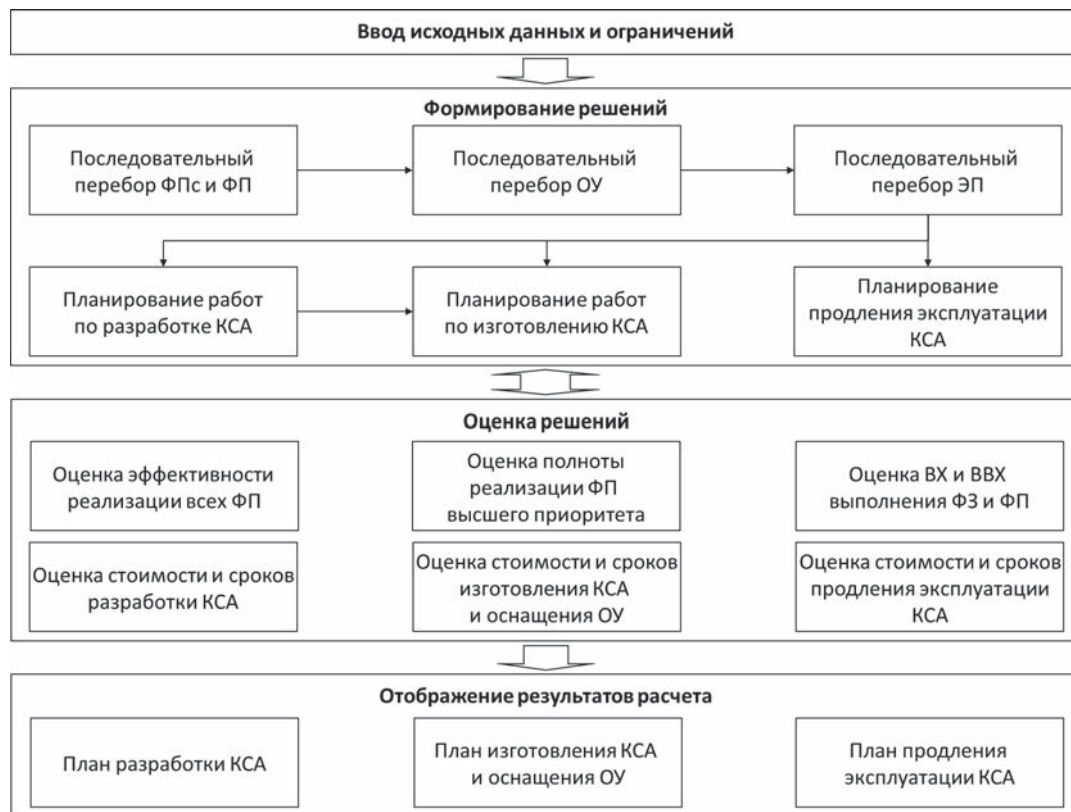 Ввод исходных данных и ограничений
Формирование решений
Последовательный
перебор ФПс и ФП
Последовательный
перебор ОУ
Последовательный
перебор ЭП
Планирование работ
по разработке КСА
Планирование работ
по изготовлению КСА
Планирование
продления эксплуатации
КСА
Оценка решений
Оценка эффективности
реализации всех ФП
Оценка полноты
реализации ФП
высшего приоритета
Оценка ВХ и ВВХ
выполнения ФЗ и ФП
Оценка стоимости и сроков
разработки КСА
Оценка стоимости и сроков
изготовления КСА
и оснащения ОУ
Оценка стоимости и сроков
продления эксплуатации
КСА
Отображение результатов расчета
План разработки КСА
План изготовления КСА
и оснащения ОУ
План продления
эксплуатации КСА